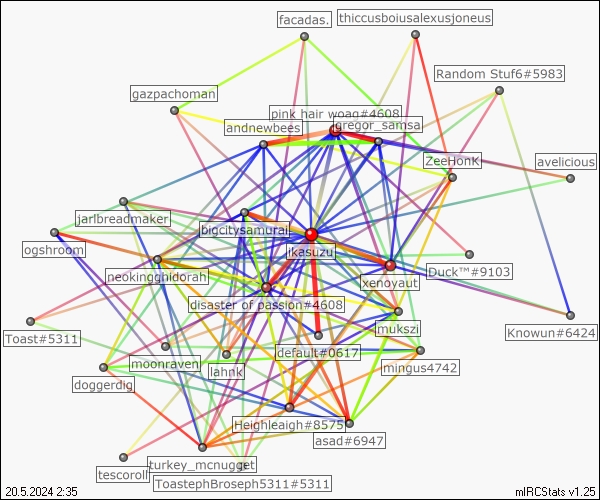 facadas.
thiccusboiusalexusjoneus
Random Stuf6#5983
gazpachoman
pink hair woag#4608
gregor_samsa
andnewbees
ZeeHonK
avelicious
jarlbreadmaker
bigcitysamurai
ogshroom
rkasuzu
neokingghidorah
xenoyaut
Duck™#9103
disaster of passion#4608
mukszi
Knowun#6424
Toast#5311
default#0617
moonraven
lahnk
mingus4742
doggerdig
Heighleaigh#8575
asad#6947
turkey_mcnugget
tescoroll
ToastephBroseph5311#5311
20.5.2024 2:35
mIRCStats v1.25